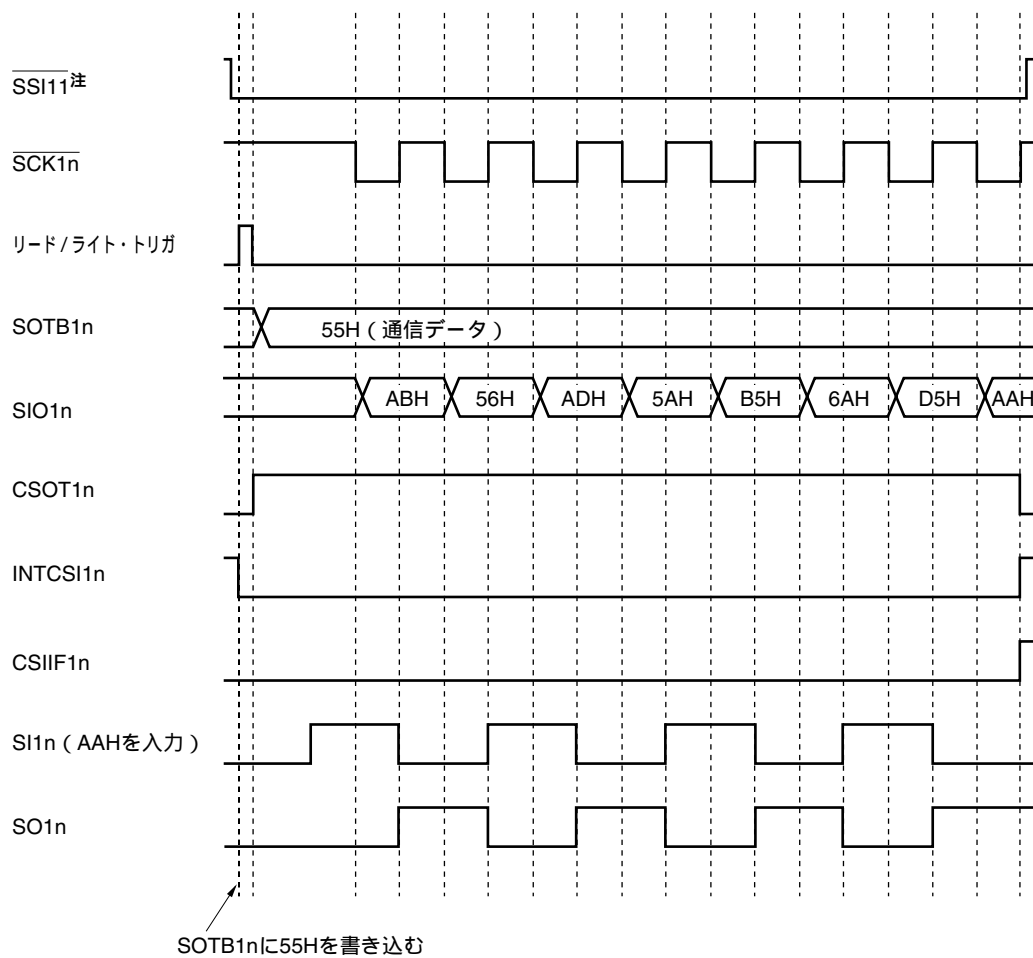 SSI11注
SCK1n
リード/ライト・トリガ
SOTB1n
55H(通信データ)
SIO1n
ABH 56H ADH 5AH B5H 6AH D5H AAH
CSOT1n
INTCSI1n
CSIIF1n
SI1n(AAHを入力)
SO1n
SOTB1nに55Hを書き込む